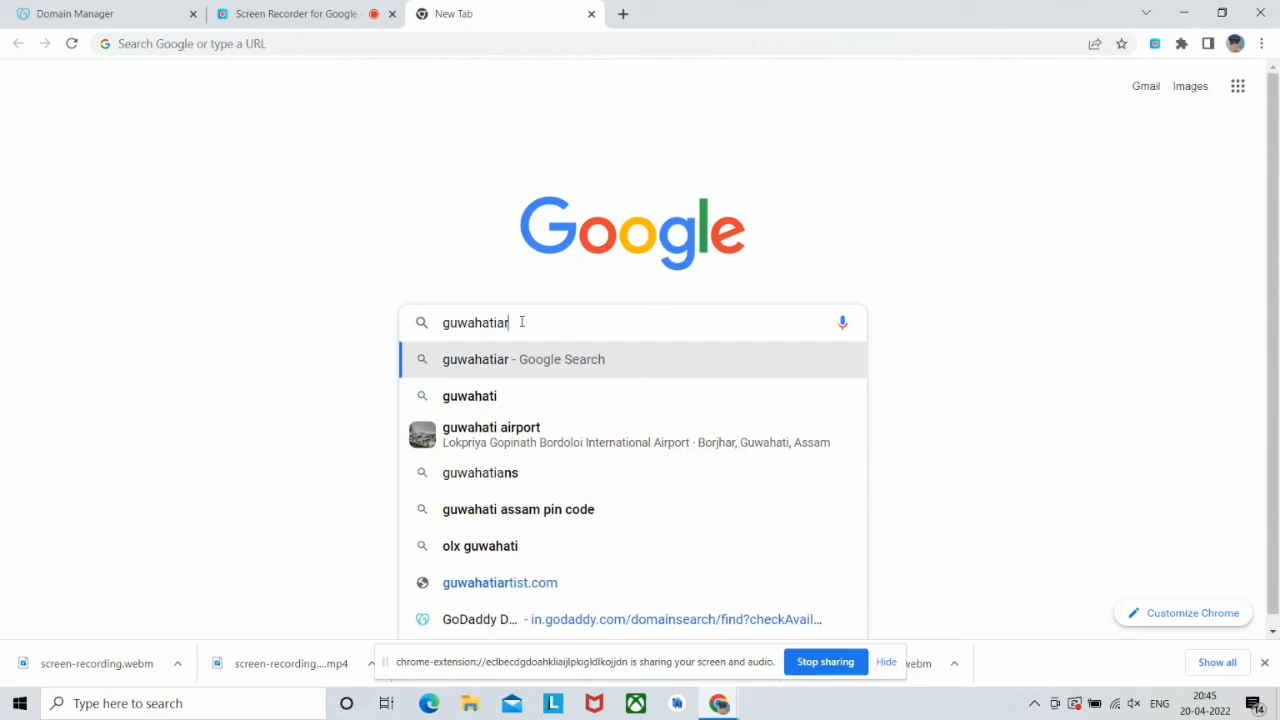 Domain Manager
Screen Recorder for Google
New Tab
Search Google or type a URL
Gmail Images
Google
guwahatiar
guwahatiar - Google Search
guwahati
guwahati airport
Lokpriya Gopinath Bordoloi International Airport · Borjhar, Guwahati, Assam
guwahatians
guwahati assam pin code
olx guwahati
guwahatiartist.com
GoDaddy D... - in.godaddy.com/domainsearch/find?checkAvail...
Customize Chrome
screen-recording.webm
screen-recording....mp4
chrome-extension://eclbecdgdoahkliaijlpkigldlkojjdn is sharing your screen and audio.
Stop sharing
Hide
webm
Show all
Type here to search
ENG
20:45
20-04-2022
14